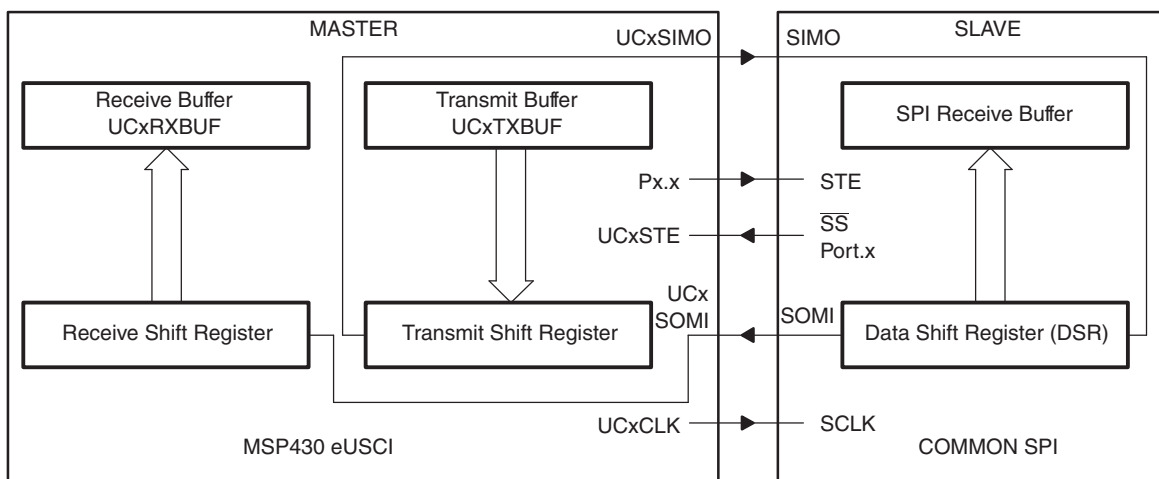 MASTER
UCxSIMO
SIMO
SLAVE
Receive Buffer
UCxRXBUF
Transmit Buffer
UCxTXBUF
SPI Receive Buffer
Px.x
STE
UCxSTE
SS
Port.x
UCx
SOMI
SOMI
Receive Shift Register
Transmit Shift Register
Data Shift Register (DSR)
UCxCLK
SCLK
MSP430 eUSCI
COMMON SPI